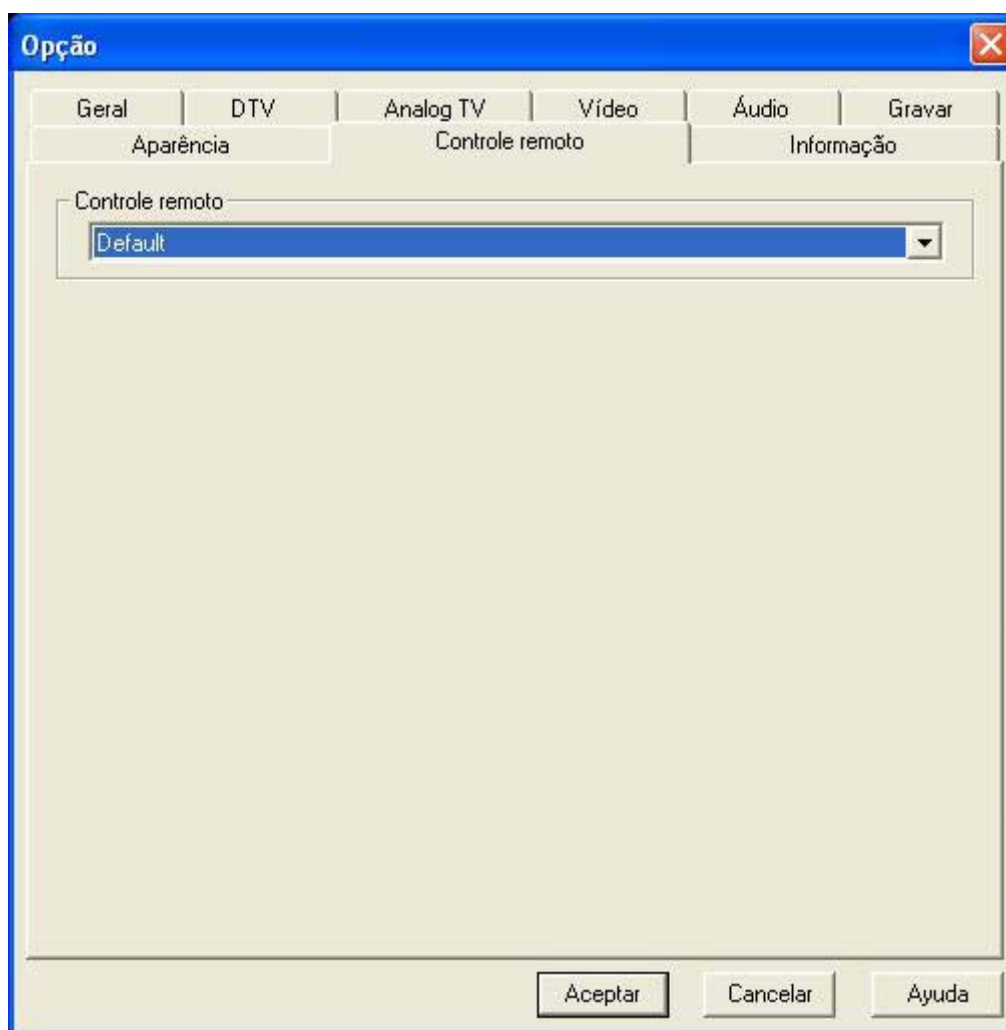 Opção
Geral DTV Analog TV Vídeo Áudio Gravar
Aparência Controle remoto Informação
Controle remoto
Default
Aceptar Cancelar Ayuda